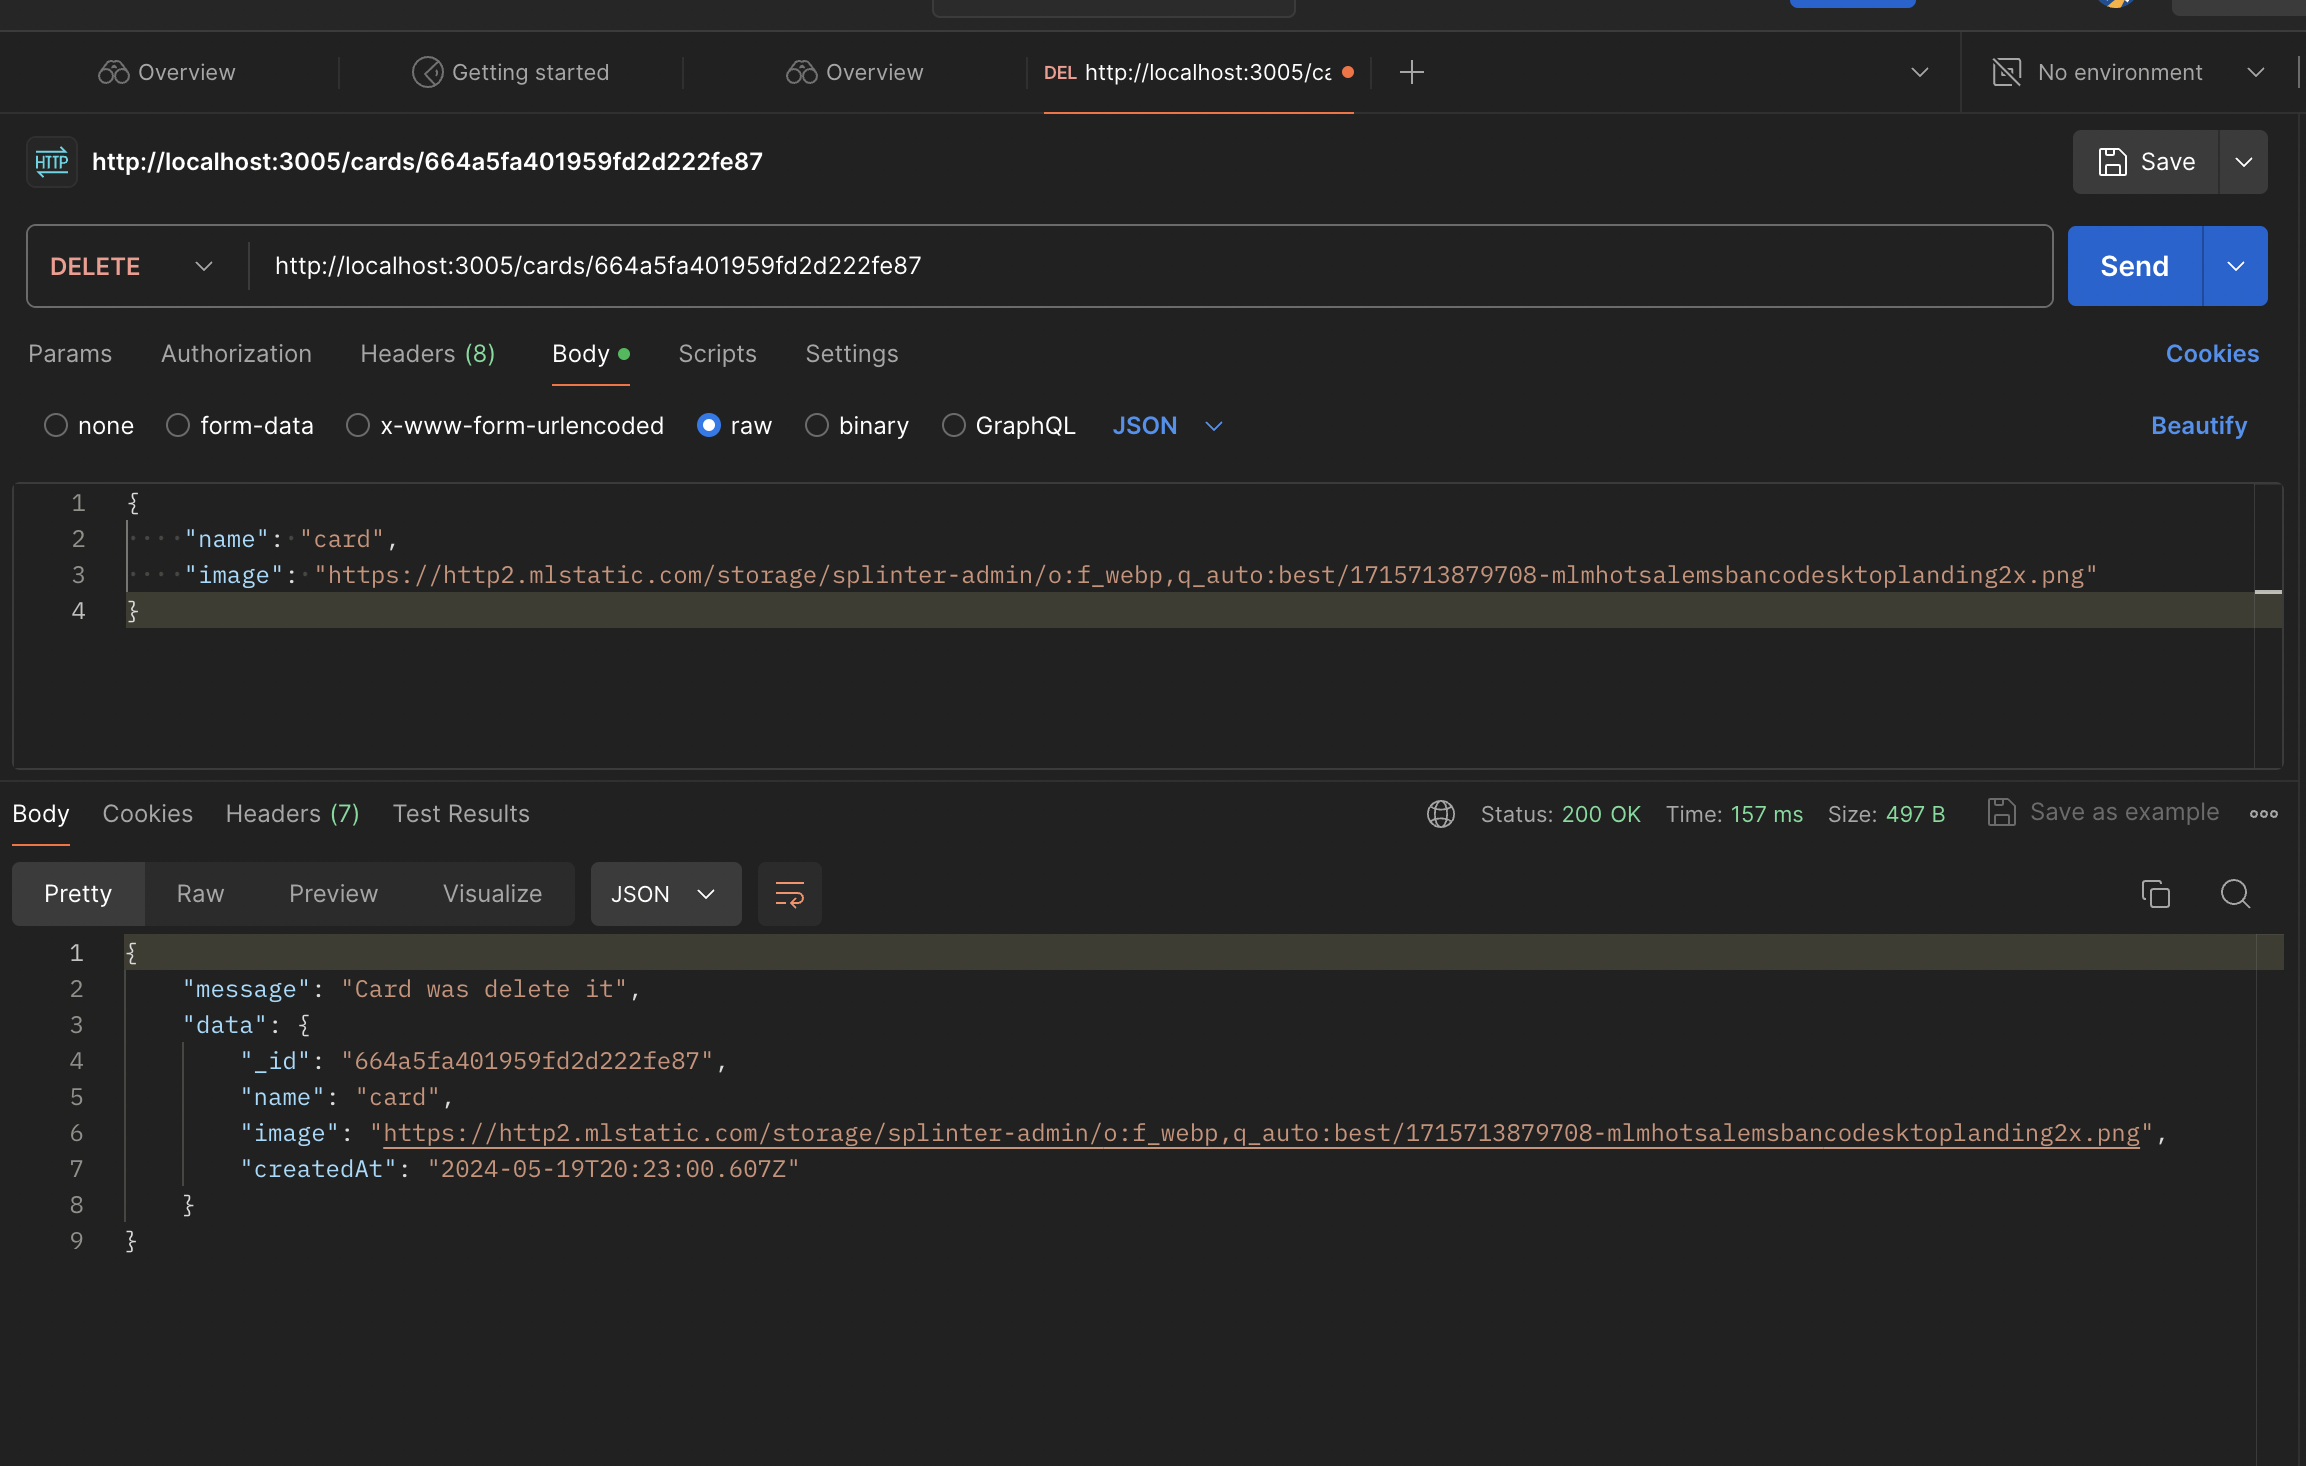 Overview Getting started Overview DEL http://localhost:3005/ca No environment
HTTP http://localhost:3005/cards/664a5fa401959fd2d222fe87 Save
DELETE http://localhost:3005/cards/664a5fa401959fd2d222fe87 Send
Params Authorization Headers (8) Body Scripts Settings Cookies
none form-data x-www-form-urlencoded raw binary GraphQL JSON Beautify
1 {
2 "name": "card",
3 "image": "https://http2.mlstatic.com/storage/splinter-admin/o:f_webp,q_auto:best/1715713879708-mlmhotsalemsbancodesktoplanding2x.png"
4 }
Body Cookies Headers (7) Test Results Status: 200 OK Time: 157 ms Size: 497 B Save as example
Pretty Raw Preview Visualize JSON
1 {
2 "message": "Card was delete it",
3 "data": {
4 "_id": "664a5fa401959fd2d222fe87",
5 "name": "card",
6 "image": "https://http2.mlstatic.com/storage/splinter-admin/o:f_webp,q_auto:best/1715713879708-mlmhotsalemsbancodesktoplanding2x.png",
7 "createdAt": "2024-05-19T20:23:00.607Z"
8 }
9 }